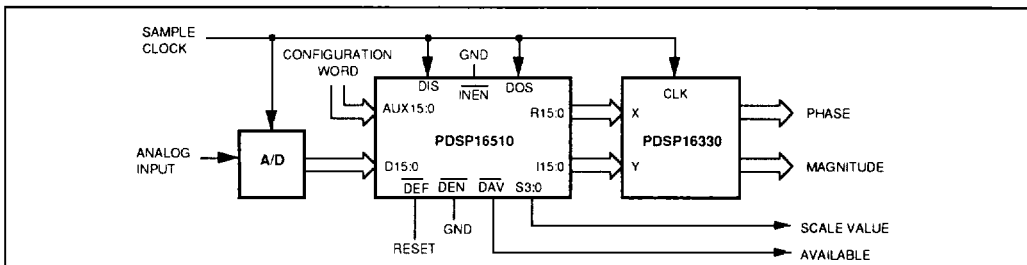 SAMPLE
CLOCK
CONFIGURATION
WORD
GND
DIS
INEN
DOS
CLK
AUX15:0
R15:0
X
PHASE
PDSP16510
PDSP16330
ANALOG
INPUT
A/D
D15:0
I15:0
Y
MAGNITUDE
DEF
DEN
DAV
S3:0
RESET
GND
SCALE VALUE
AVAILABLE